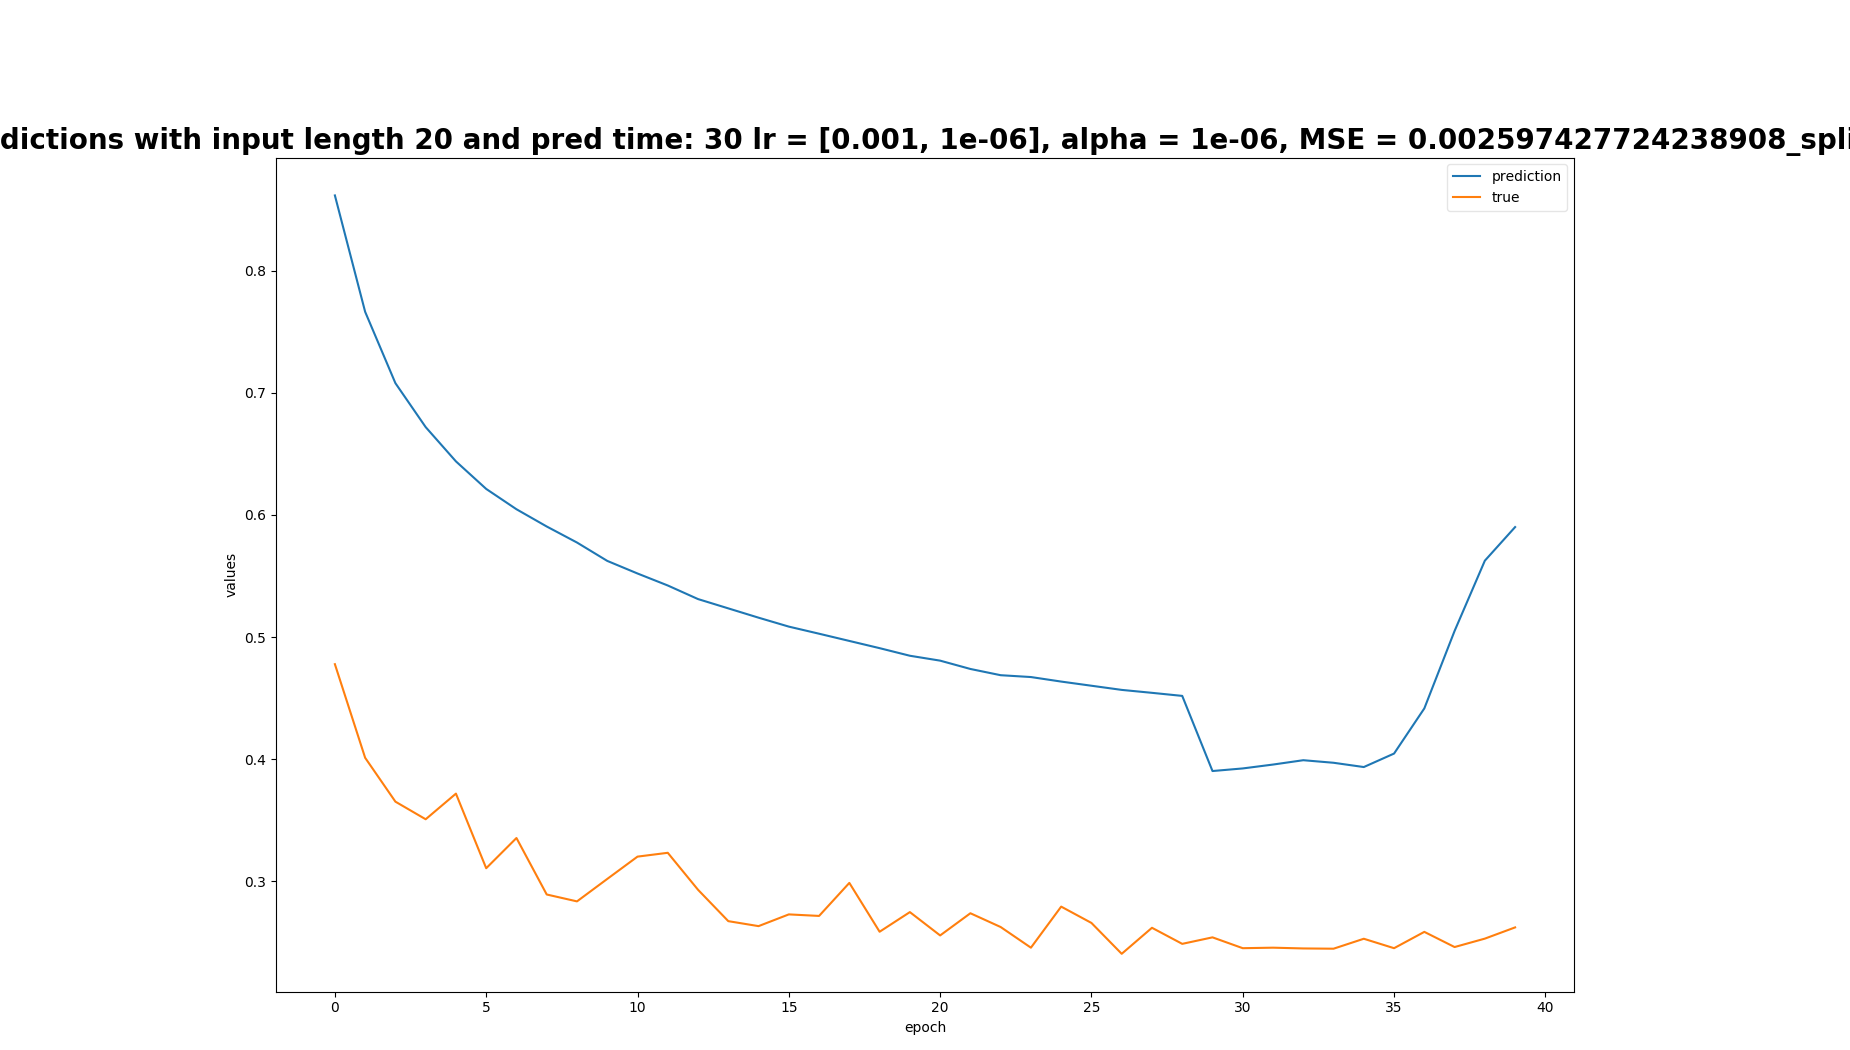 dictions with input length 20 and pred time: 30 lr = [0.001, 1e-06], alpha = 1e-06, MSE = 0.002597427724238908_spli
prediction
true
0.8
0.7
0.6
0.5
0.4
0.3
values
0 5 10 15 20 25 30 35 40
epoch